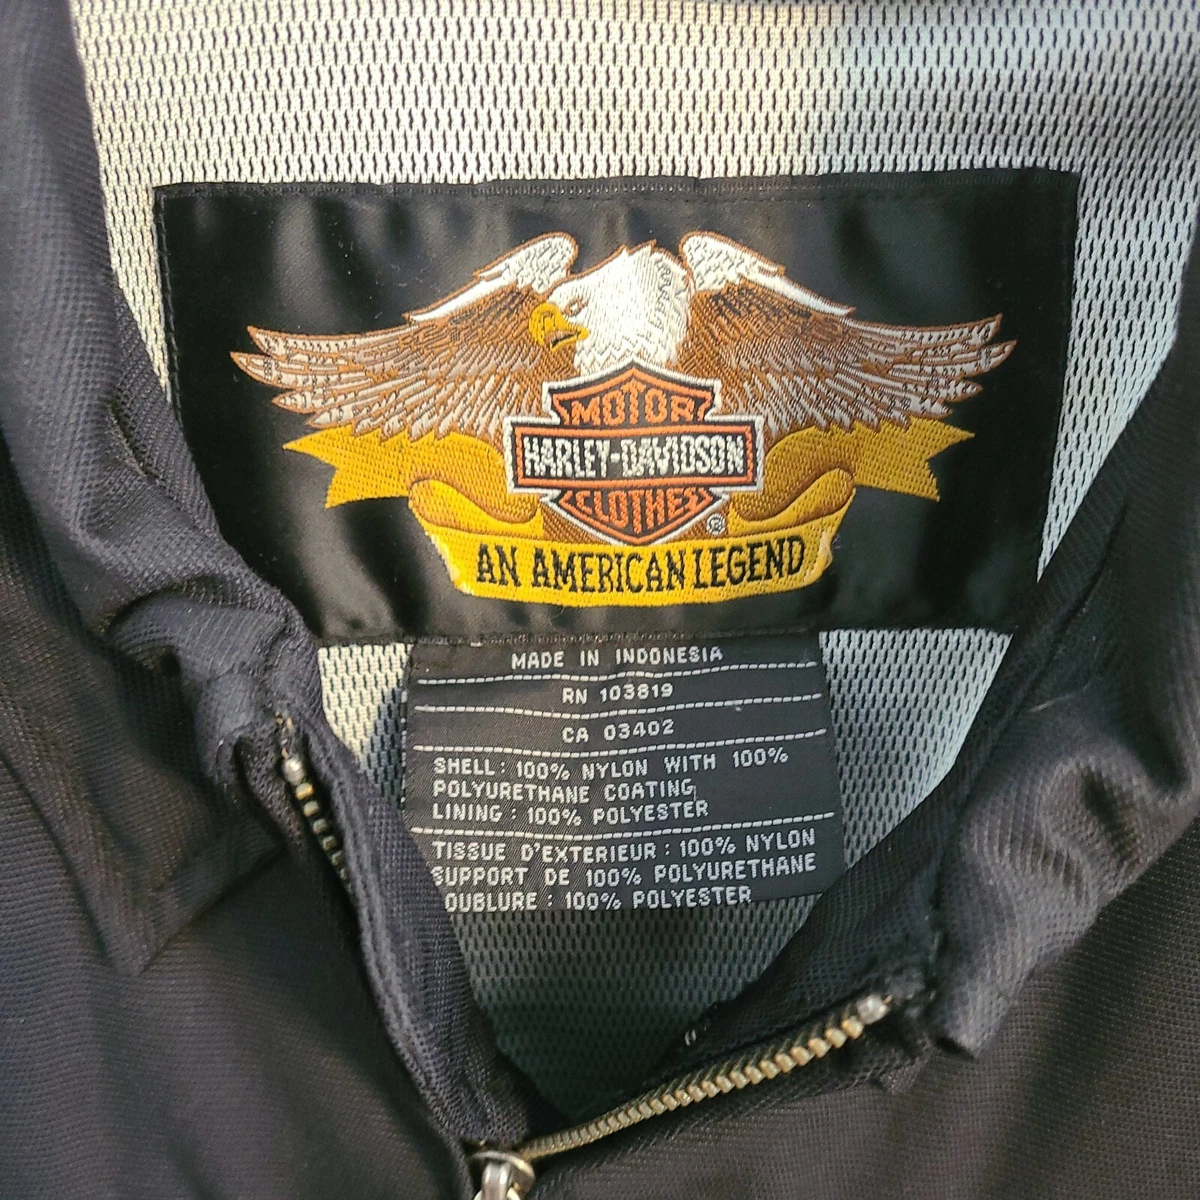 MOTOR
HARLEY-DAVIDSON
CLOTHES
®
AN AMERICAN LEGEND
MADE IN INDONESIA
RN 103819
CA 03402
SHELL: 100% NYLON WITH 100%
POLYURETHANE COATING
LINING: 100% POLYESTER
TISSUE D'EXTERIEUR: 100% NYLON
SUPPORT DE 100% POLYURETHANE
OUBLURE: 100% POLYESTER